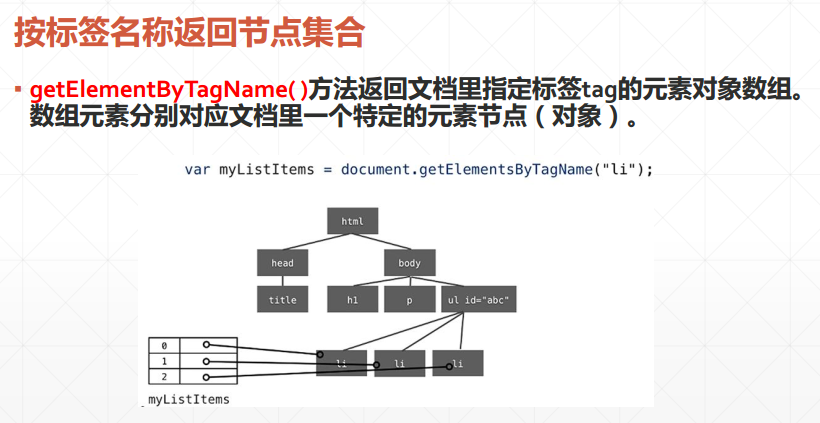 按标签名称返回节点集合
▪ getElementByTagName( )方法返回文档里指定标签tag的元素对象数组。
数组元素分别对应文档里一个特定的元素节点（对象）。
var myListItems = document.getElementsByTagName("li");
html
head
body
title
h1
p
ul id="abc"
0
1
2
li
li
li
myListItems